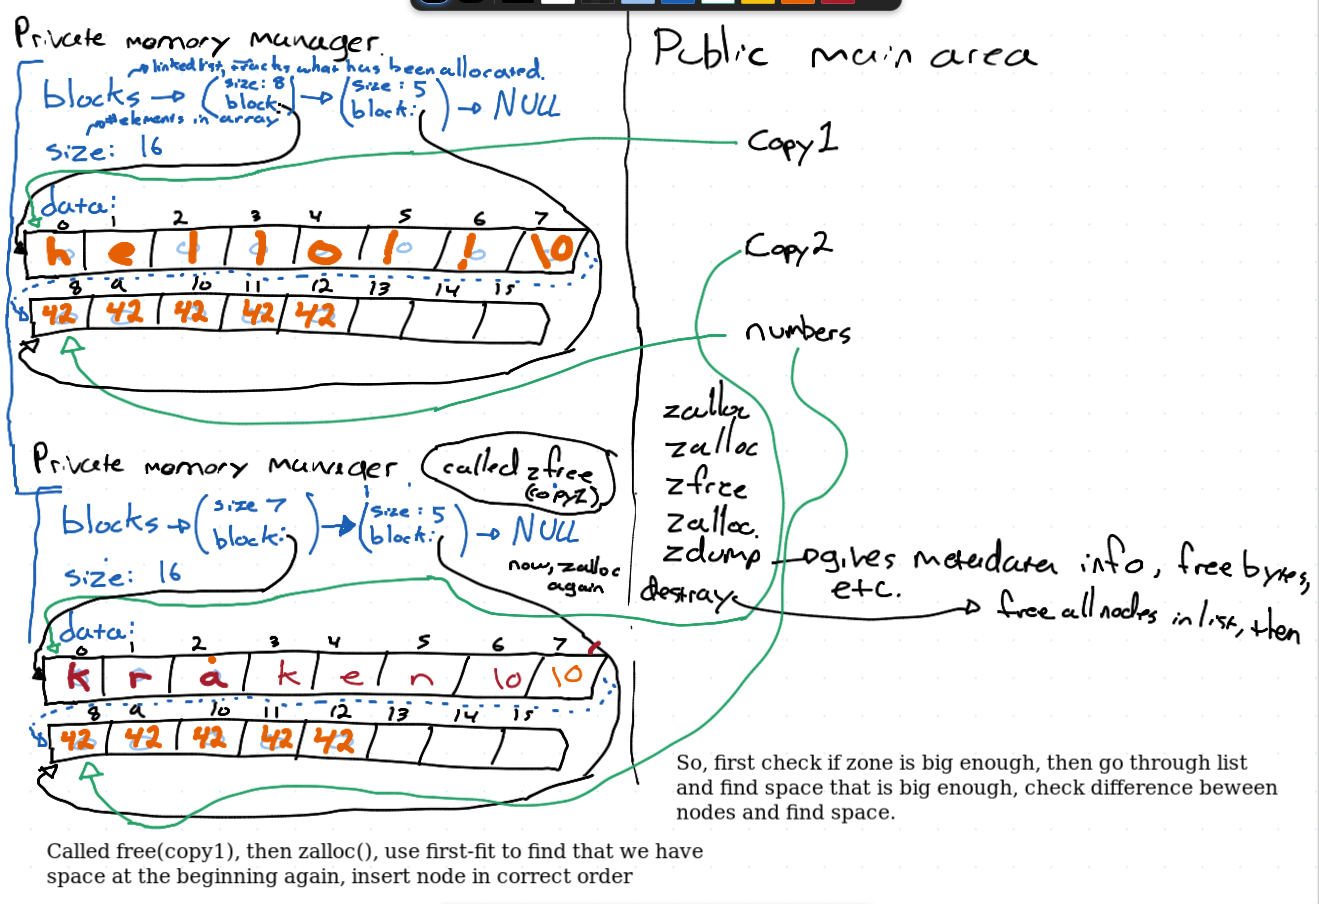 Private memory manager.
linked list, tracks what has been allocated.
blocks → (size: 8 block:) → (size: 5 block:) → NULL
# elements in array
size: 16
data:
0 1 2 3 4 5 6 7
h e l l o ! ! \0
8 9 10 11 12 13 14 15
42 42 42 42 42
Private memory manager
called zfree
blocks → (size 7 block:) → (size: 5 block:) → NULL
size: 16
now, zalloc
again
data:
0 1 2 3 4 5 6 7
k r a k e n \0 \0
8 9 10 11 12 13 14 15
42 42 42 42 42
Called free(copy1), then zalloc(), use first-fit to find that we have
space at the beginning again, insert node in correct order
Public main area
Copy1
Copy2
numbers
zalloc
zalloc
zfree
zalloc.
zdump → gives metadata info, free bytes,
etc.
destroy → free all nodes in list, then
So, first check if zone is big enough, then go through list
and find space that is big enough, check difference beween
nodes and find space.